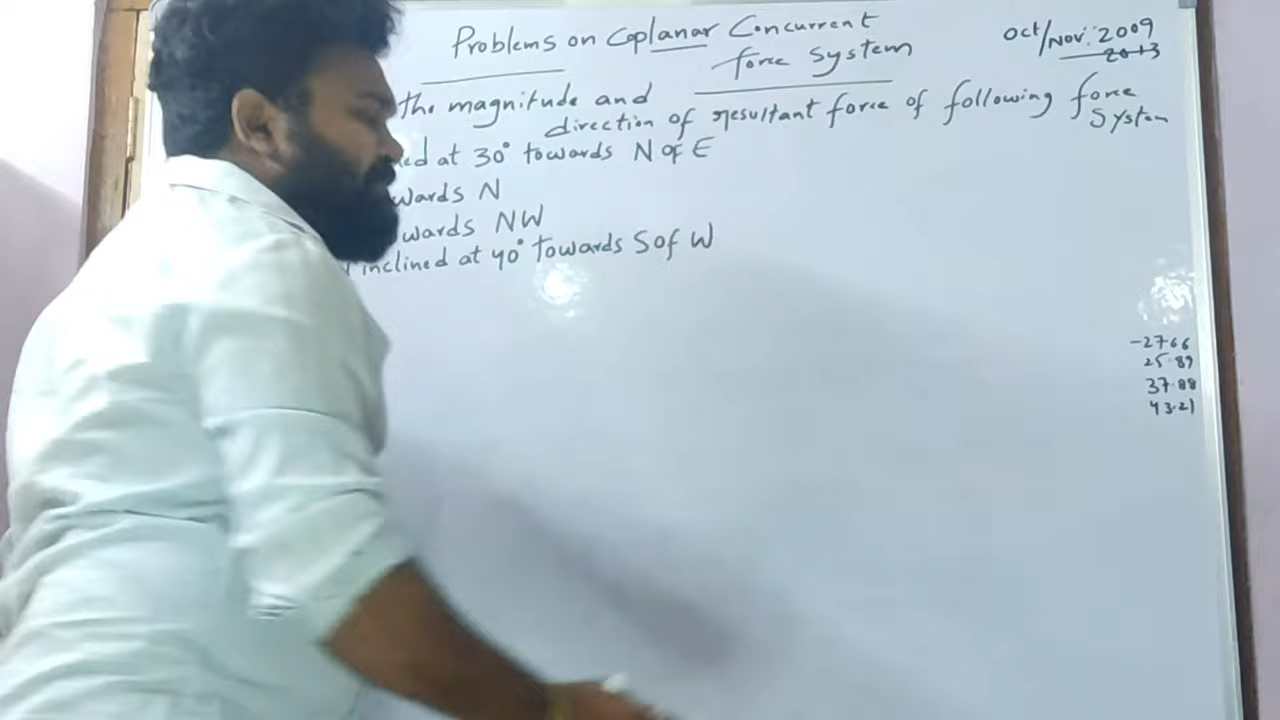 Problems on Coplanar Concurrent
force System
Oct/Nov: 2009
2013
the magnitude and
direction of resultant force of following force
System
ed at 30° towards N of E
wards N
wards NW
inclined at 40° towards S of W
-27.66
25.89
37.88
43.21